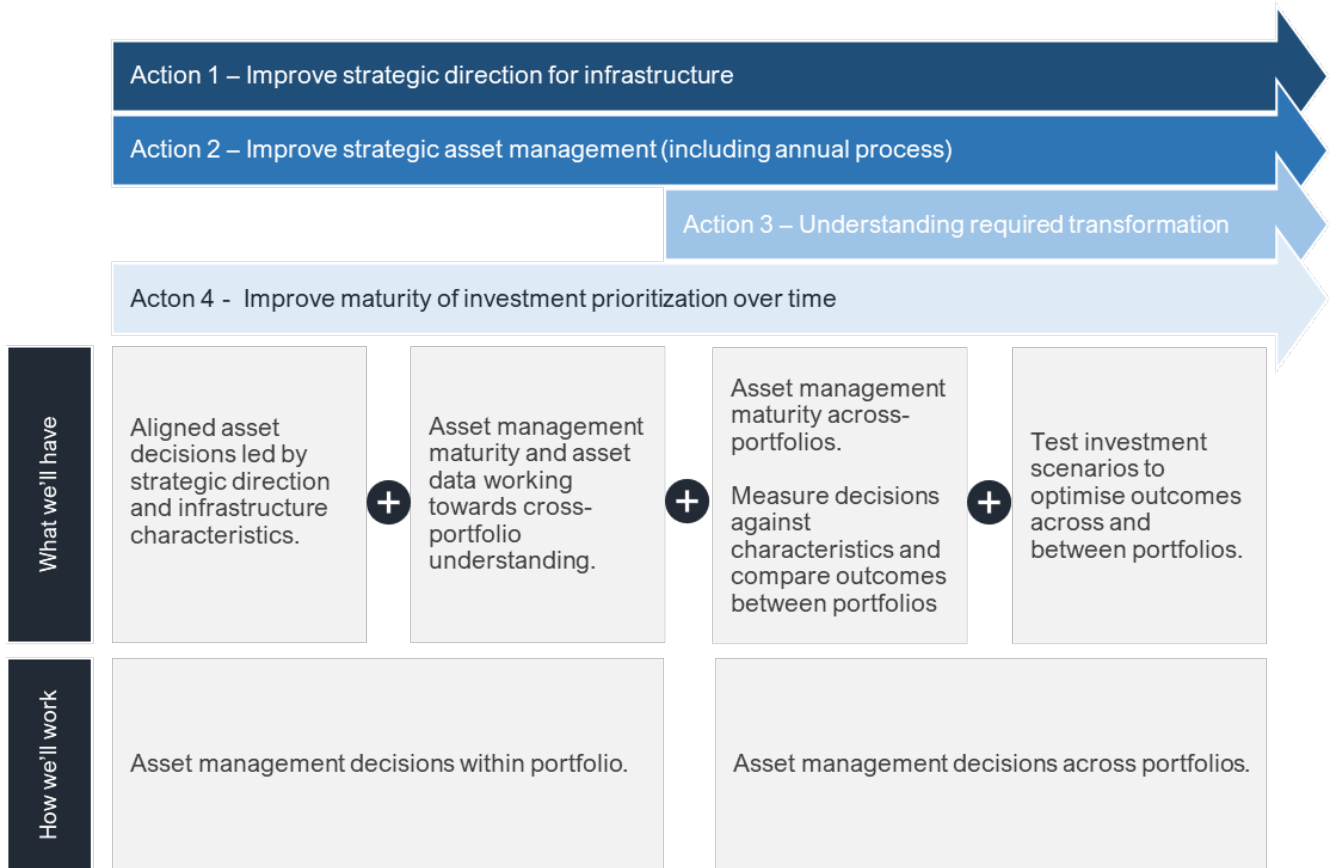 Action 1 – Improve strategic direction for infrastructure
Action 2 – Improve strategic asset management (including annual process)
Action 3 – Understanding required transformation
Acton 4 - Improve maturity of investment prioritization over time
What we'll have
Aligned asset
decisions led by
strategic direction
and infrastructure
characteristics.
Asset management
maturity and asset
data working
towards cross-
portfolio
understanding.
Asset management
maturity across-
portfolios.
Measure decisions
against
characteristics and
compare outcomes
between portfolios
Test investment
scenarios to
optimise outcomes
across and
between portfolios.
How we'll work
Asset management decisions within portfolio.
Asset management decisions across portfolios.